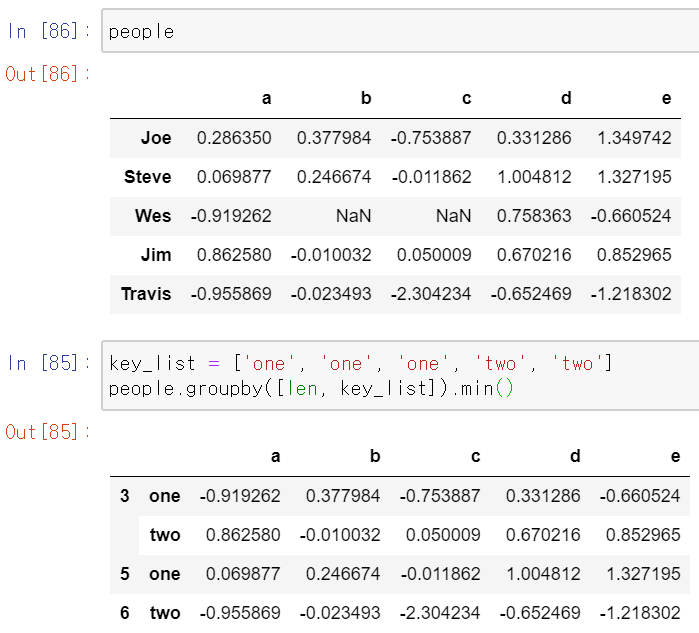 In [86]: people
Out[86]:
a b c d e
Joe 0.286350 0.377984 -0.753887 0.331286 1.349742
Steve 0.069877 0.246674 -0.011862 1.004812 1.327195
Wes -0.919262 NaN NaN 0.758363 -0.660524
Jim 0.862580 -0.010032 0.050009 0.670216 0.852965
Travis -0.955869 -0.023493 -2.304234 -0.652469 -1.218302
In [85]: key_list = ['one', 'one', 'one', 'two', 'two']
people.groupby([len, key_list]).min()
Out[85]:
a b c d e
3 one -0.919262 0.377984 -0.753887 0.331286 -0.660524
two 0.862580 -0.010032 0.050009 0.670216 0.852965
5 one 0.069877 0.246674 -0.011862 1.004812 1.327195
6 two -0.955869 -0.023493 -2.304234 -0.652469 -1.218302